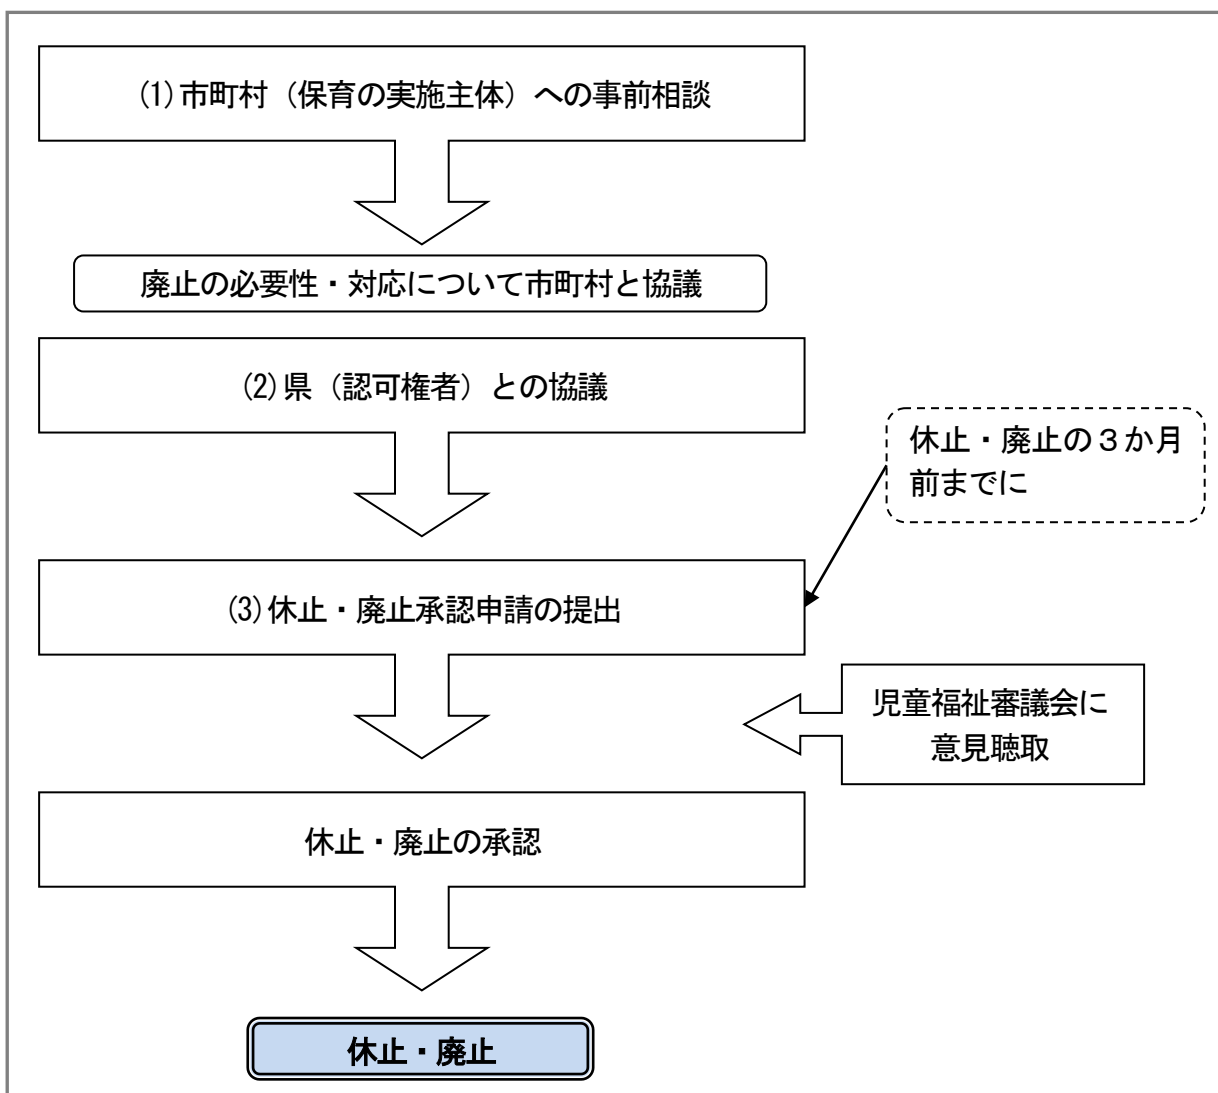 (1)市町村（保育の実施主体）への事前相談
廃止の必要性・対応について市町村と協議
(2)県（認可権者）との協議
休止・廃止の３か月
前までに
(3)休止・廃止承認申請の提出
児童福祉審議会に
意見聴取
休止・廃止の承認
休止・廃止